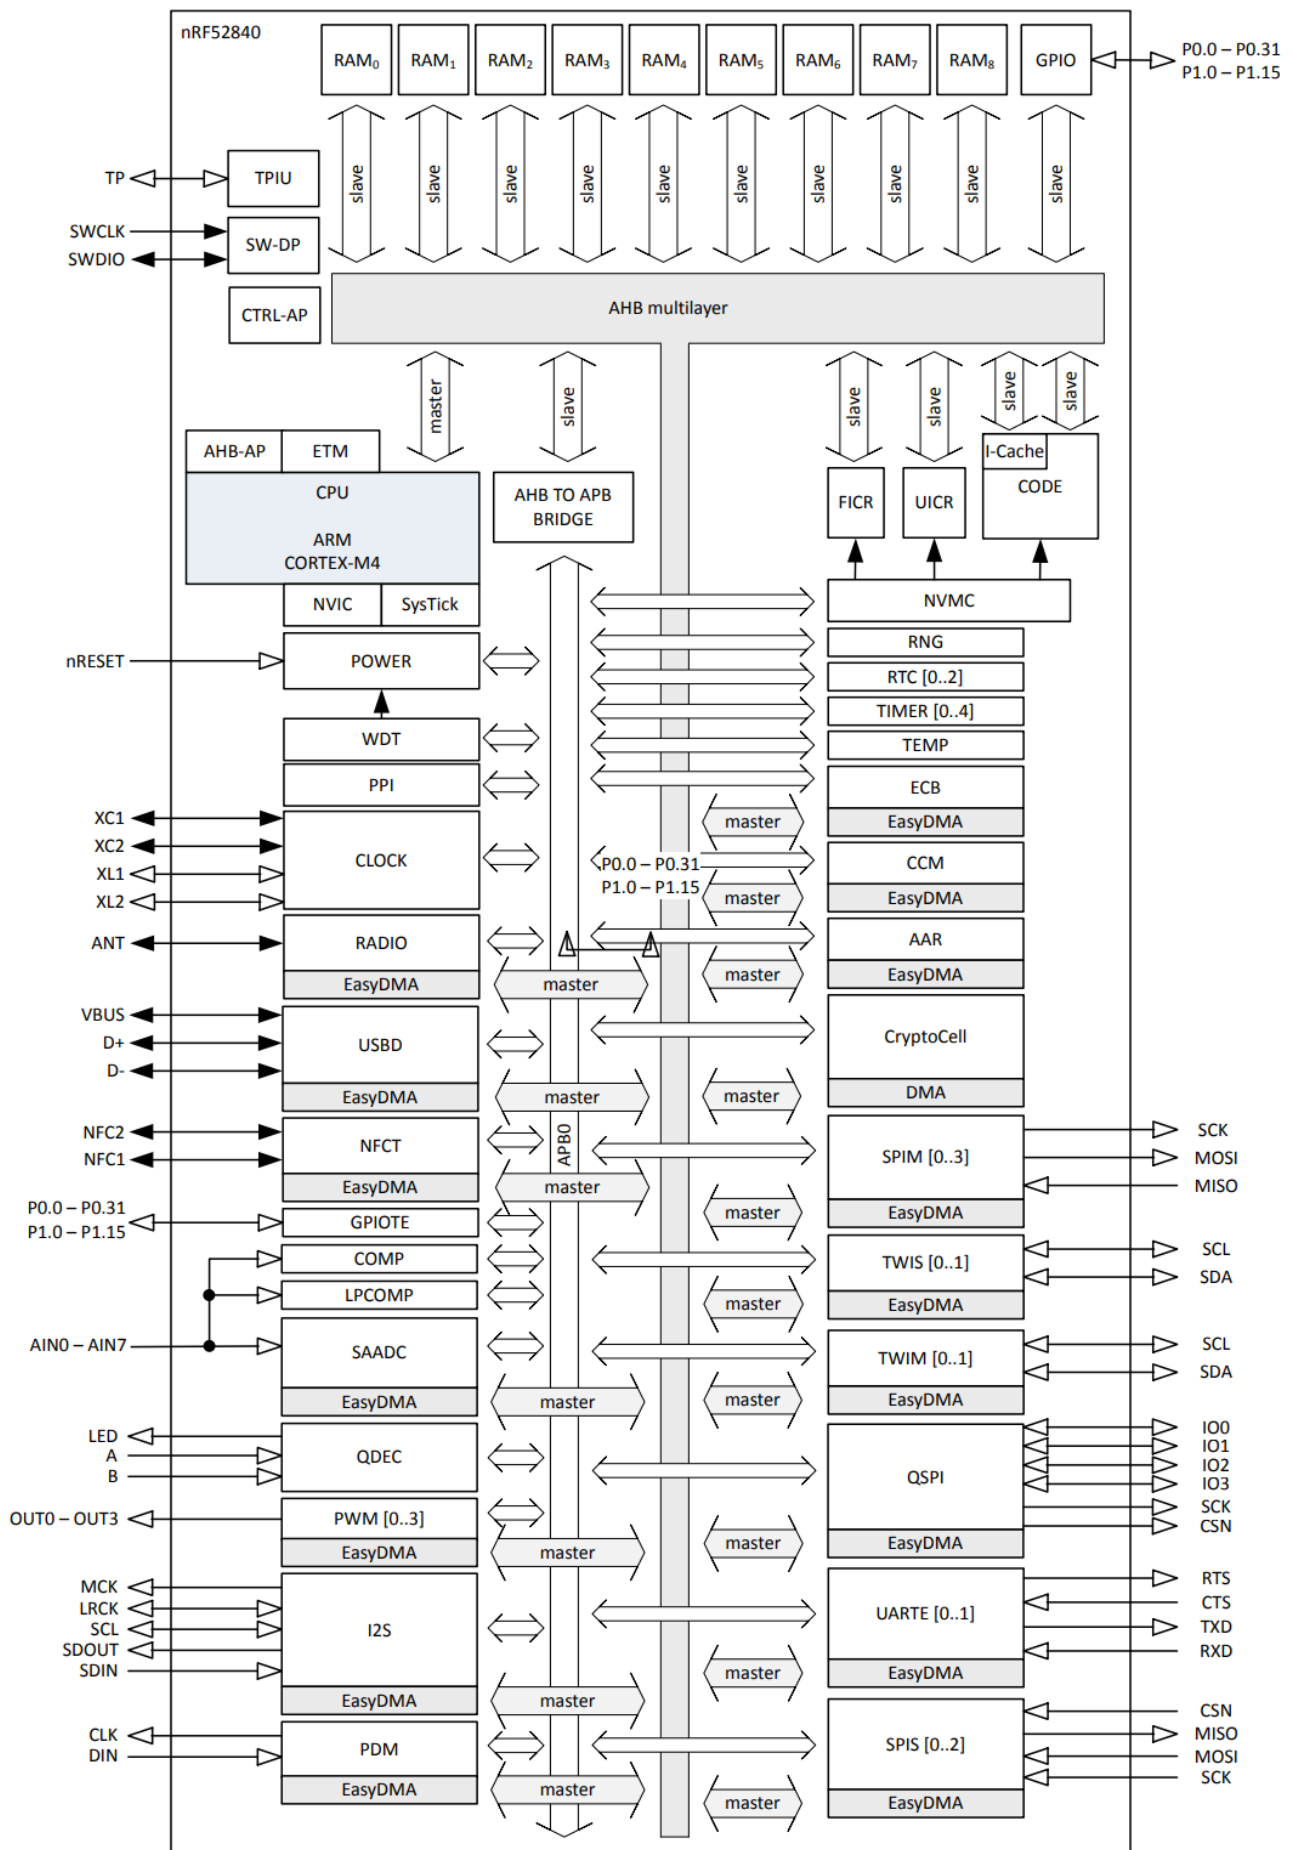 nRF52840
RAM0 RAM1 RAM2 RAM3 RAM4 RAM5 RAM6 RAM7 RAM8 GPIO
P0.0 – P0.31
P1.0 – P1.15
slave slave slave slave slave slave slave slave slave slave
TP TPIU
SWCLK
SWDIO
SW-DP
CTRL-AP
AHB multilayer
master slave slave slave slave slave
AHB-AP ETM
CPU
ARM
CORTEX-M4
NVIC SysTick
AHB TO APB
BRIDGE
FICR UICR
I-Cache
CODE
NVMC
nRESET POWER
WDT
PPI
XC1
XC2
XL1
XL2
CLOCK
ANT RADIO
EasyDMA master
VBUS
D+
D-
USBD
EasyDMA master
NFC2
NFC1
NFCT
EasyDMA master
APB0
P0.0 – P0.31
P1.0 – P1.15
GPIOTE
COMP
LPCOMP
AIN0 – AIN7 SAADC
EasyDMA master
LED
A
B
QDEC
OUT0 – OUT3 PWM [0..3]
EasyDMA master
MCK
LRCK
SCL
SDOUT
SDIN
I2S
EasyDMA master
CLK
DIN
PDM
EasyDMA master
RNG
RTC [0..2]
TIMER [0..4]
TEMP
ECB
master EasyDMA
P0.0 – P0.31
P1.0 – P1.15
CCM
master EasyDMA
AAR
master EasyDMA
CryptoCell
master DMA
SPIM [0..3]
SCK
MOSI
MISO
master EasyDMA
TWIS [0..1]
SCL
SDA
master EasyDMA
TWIM [0..1]
SCL
SDA
master EasyDMA
QSPI
IO0
IO1
IO2
IO3
SCK
CSN
master EasyDMA
UARTE [0..1]
RTS
CTS
TXD
RXD
master EasyDMA
SPIS [0..2]
CSN
MISO
MOSI
SCK
master EasyDMA